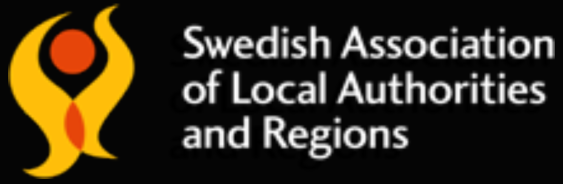 Swedish Association
of Local Authorities
and Regions